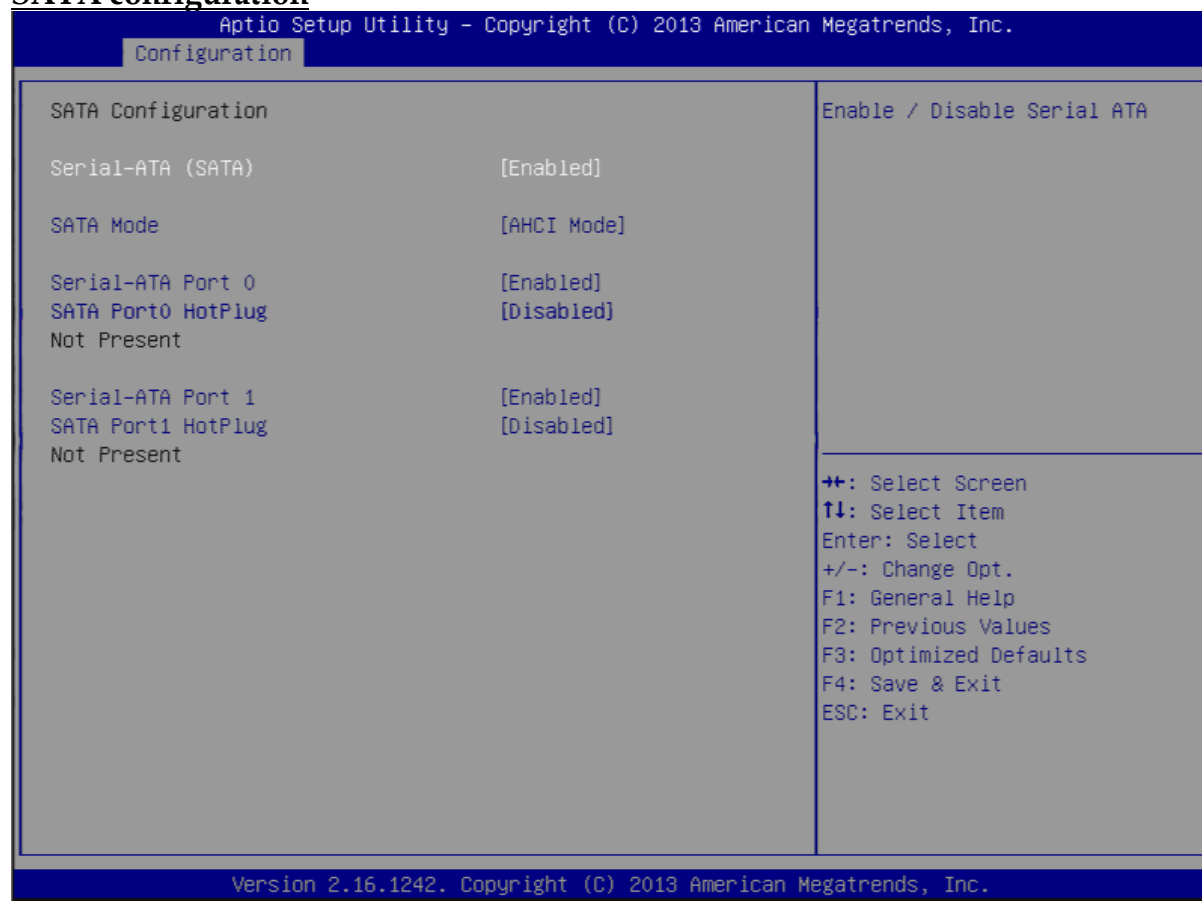 SATA configuration
Aptio Setup Utility – Copyright (C) 2013 American Megatrends, Inc.
Configuration
SATA Configuration
Serial-ATA (SATA) [Enabled]
SATA Mode [AHCI Mode]
Serial-ATA Port 0 [Enabled]
SATA Port0 HotPlug [Disabled]
Not Present
Serial-ATA Port 1 [Enabled]
SATA Port1 HotPlug [Disabled]
Not Present
Enable / Disable Serial ATA
→←: Select Screen
↑↓: Select Item
Enter: Select
+/-: Change Opt.
F1: General Help
F2: Previous Values
F3: Optimized Defaults
F4: Save & Exit
ESC: Exit
Version 2.16.1242. Copyright (C) 2013 American Megatrends, Inc.